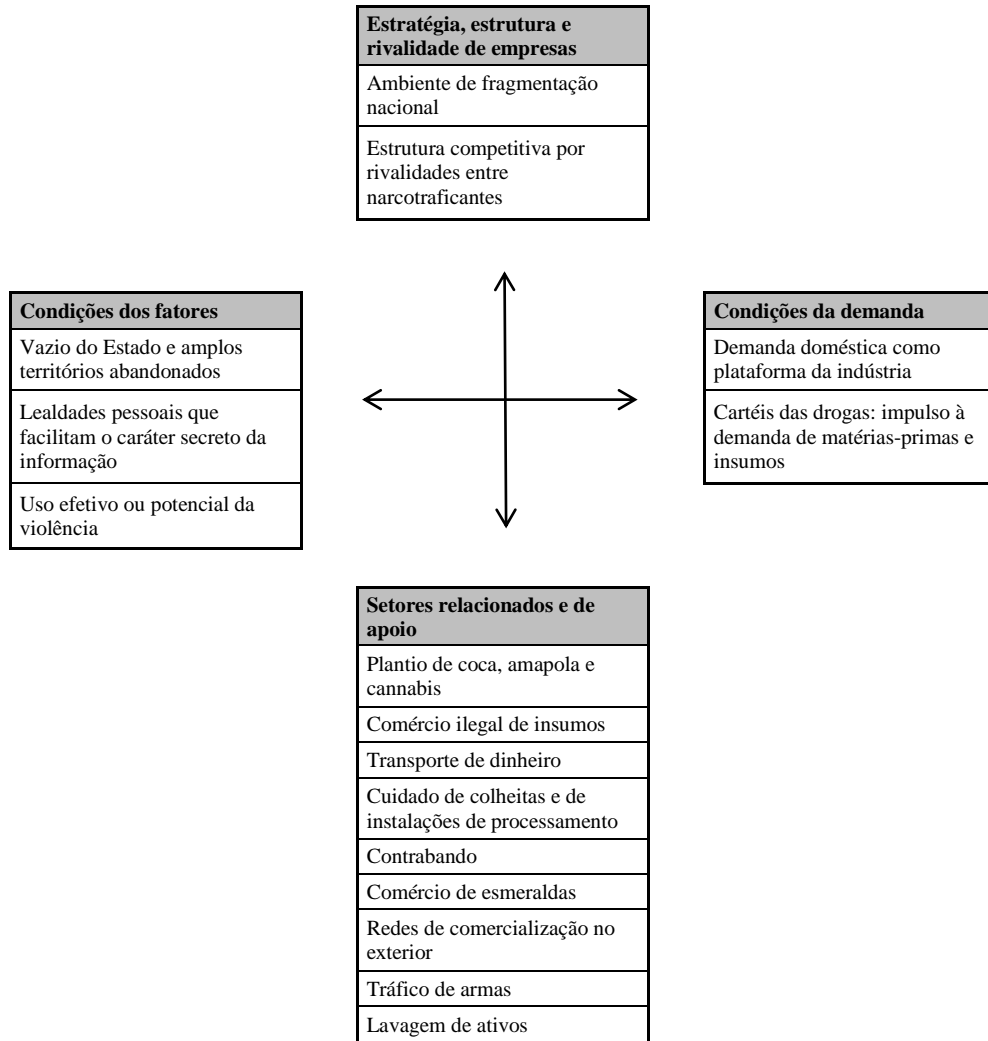 Estratégia, estrutura e
rivalidade de empresas
Ambiente de fragmentação
nacional
Estrutura competitiva por
rivalidades entre
narcotraficantes
Condições dos fatores
Vazio do Estado e amplos
territórios abandonados
Lealdades pessoais que
facilitam o caráter secreto da
informação
Uso efetivo ou potencial da
violência
Condições da demanda
Demanda doméstica como
plataforma da indústria
Cartéis das drogas: impulso à
demanda de matérias-primas e
insumos
Setores relacionados e de
apoio
Plantio de coca, amapola e
cannabis
Comércio ilegal de insumos
Transporte de dinheiro
Cuidado de colheitas e de
instalações de processamento
Contrabando
Comércio de esmeraldas
Redes de comercialização no
exterior
Tráfico de armas
Lavagem de ativos